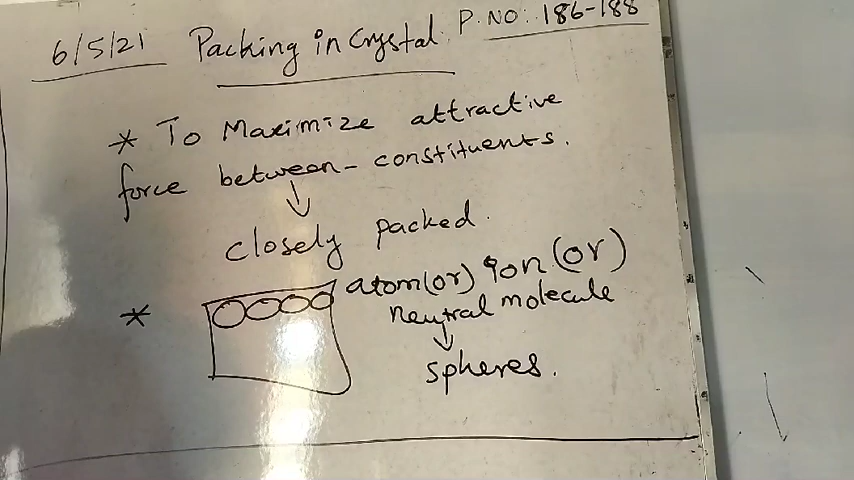 6/5/21 Packing in Crystal P.NO: 186-188
* To Maximize attractive
force between- constituents.
closely packed.
* atom(or) ion(or)
Neutral molecule
spheres.